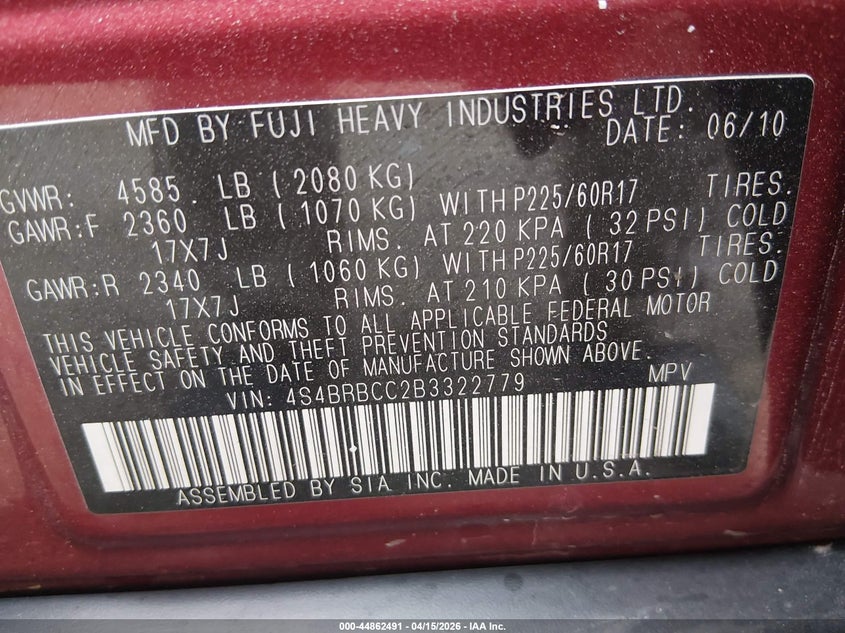 MFD BY FUJI HEAVY INDUSTRIES LTD.
DATE: 06/10
GVWR: 4585 LB (2080 KG)
GAWR:F 2360 LB (1070 KG) WITH P225/60R17 TIRES.
17X7J RIMS. AT 220 KPA (32 PSI) COLD
GAWR:R 2340 LB (1060 KG) WITH P225/60R17 TIRES.
17X7J RIMS. AT 210 KPA (30 PSI) COLD
THIS VEHICLE CONFORMS TO ALL APPLICABLE FEDERAL MOTOR
VEHICLE SAFETY AND THEFT PREVENTION STANDARDS
IN EFFECT ON THE DATE OF MANUFACTURE SHOWN ABOVE.
VIN: 4S4BRBCC2B3322779 MPV
ASSEMBLED BY SIA INC. MADE IN U.S.A.
000-44862491 - 04/15/2026 - IAA Inc.